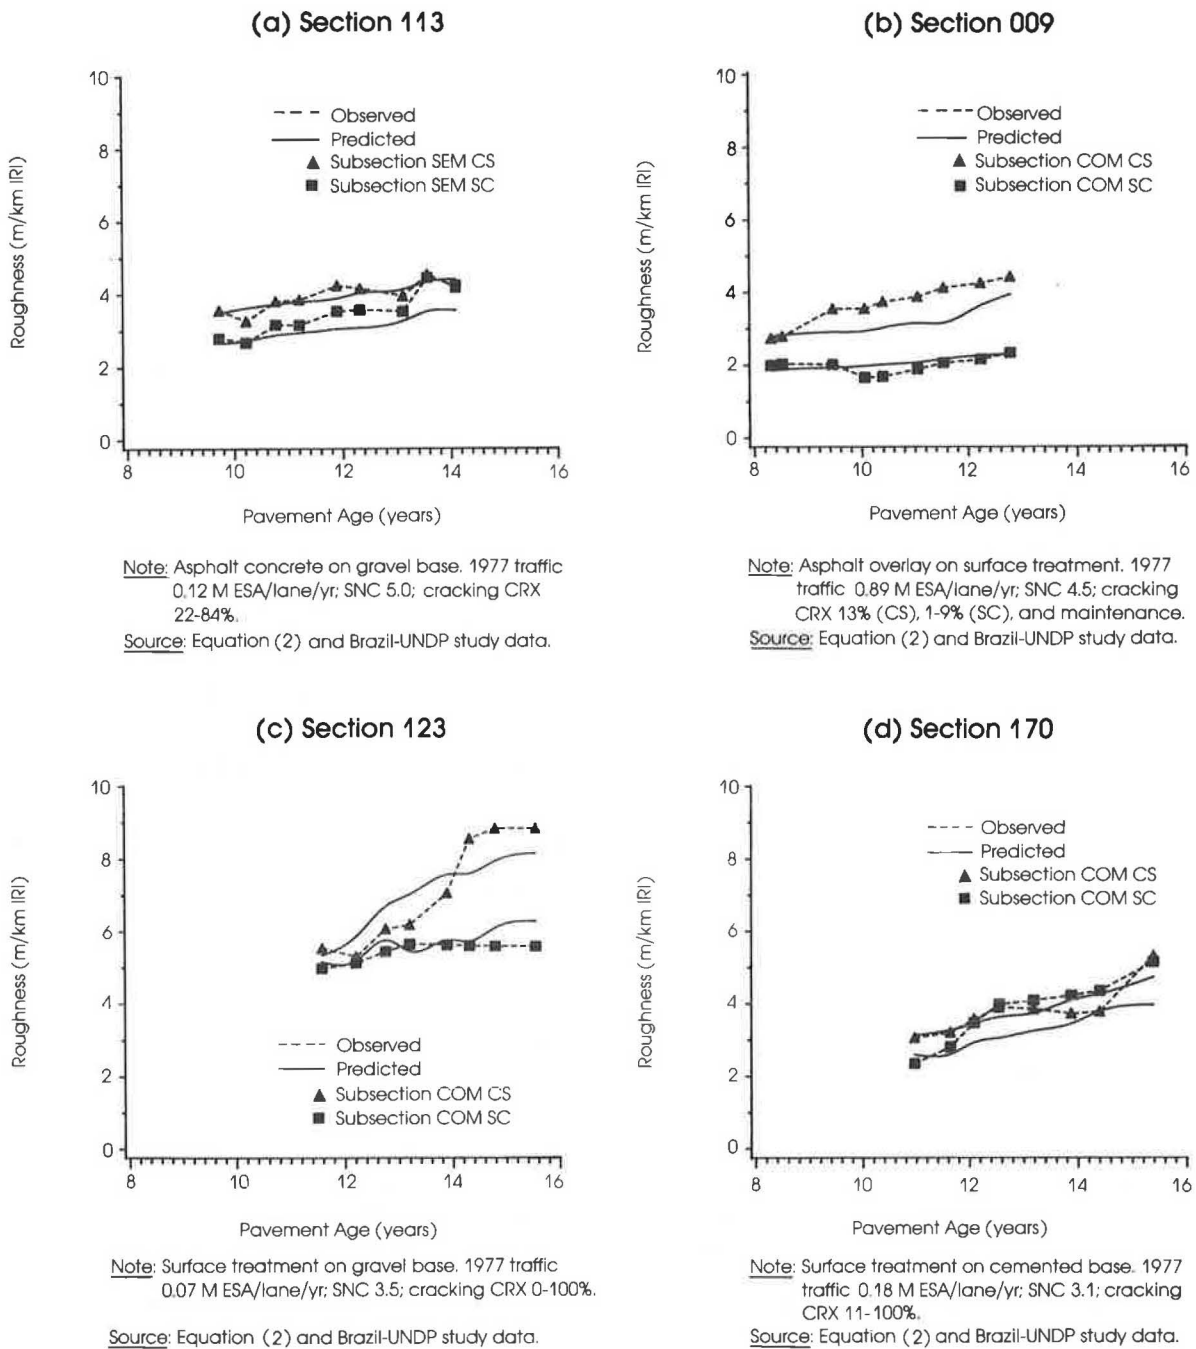 (a) Section 113
10
8
6
4
2
0
Roughness (m/km IRI)
Observed
Predicted
Subsection SEM CS
Subsection SEM SC
8 10 12 14 16
Pavement Age (years)
Note: Asphalt concrete on gravel base. 1977 traffic
0.12 M ESA/lane/yr; SNC 5.0; cracking CRX
22-84%.
Source: Equation (2) and Brazil-UNDP study data.
(b) Section 009
10
8
6
4
2
0
Roughness (m/km IRI)
Observed
Predicted
Subsection COM CS
Subsection COM SC
8 10 12 14 16
Pavement Age (years)
Note: Asphalt overlay on surface treatment. 1977
traffic 0.89 M ESA/lane/yr; SNC 4.5; cracking
CRX 13% (CS), 1-9% (SC), and maintenance.
Source: Equation (2) and Brazil-UNDP study data.
(c) Section 123
10
8
6
4
2
0
Roughness (m/km IRI)
Observed
Predicted
Subsection COM CS
Subsection COM SC
8 10 12 14 16
Pavement Age (years)
Note: Surface treatment on gravel base. 1977 traffic
0.07 M ESA/lane/yr; SNC 3.5; cracking CRX 0-100%.
Source: Equation (2) and Brazil-UNDP study data.
(d) Section 170
10
8
6
4
2
0
Roughness (m/km IRI)
Observed
Predicted
Subsection COM CS
Subsection COM SC
8 10 12 14 16
Pavement Age (years)
Note: Surface treatment on cemented base. 1977
traffic 0.18 M ESA/lane/yr; SNC 3.1; cracking
CRX 11-100%.
Source: Equation (2) and Brazil-UNDP study data.